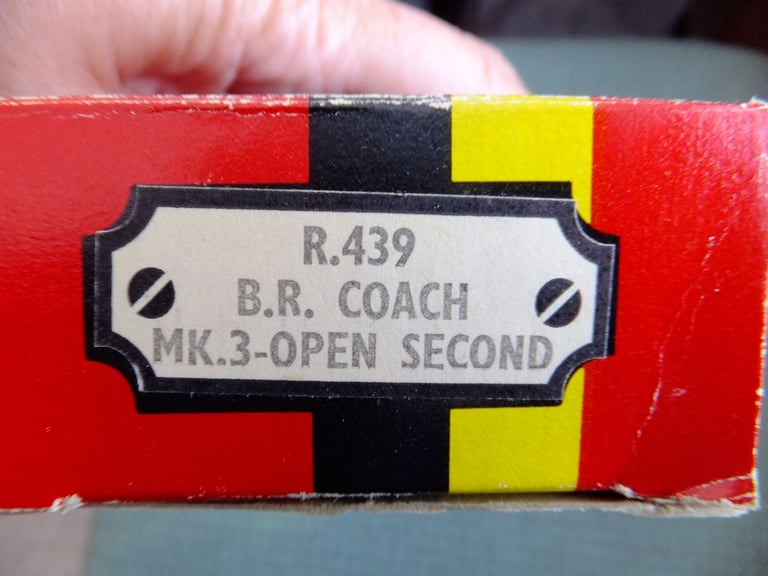 R.439
B.R. COACH
MK.3-OPEN SECOND